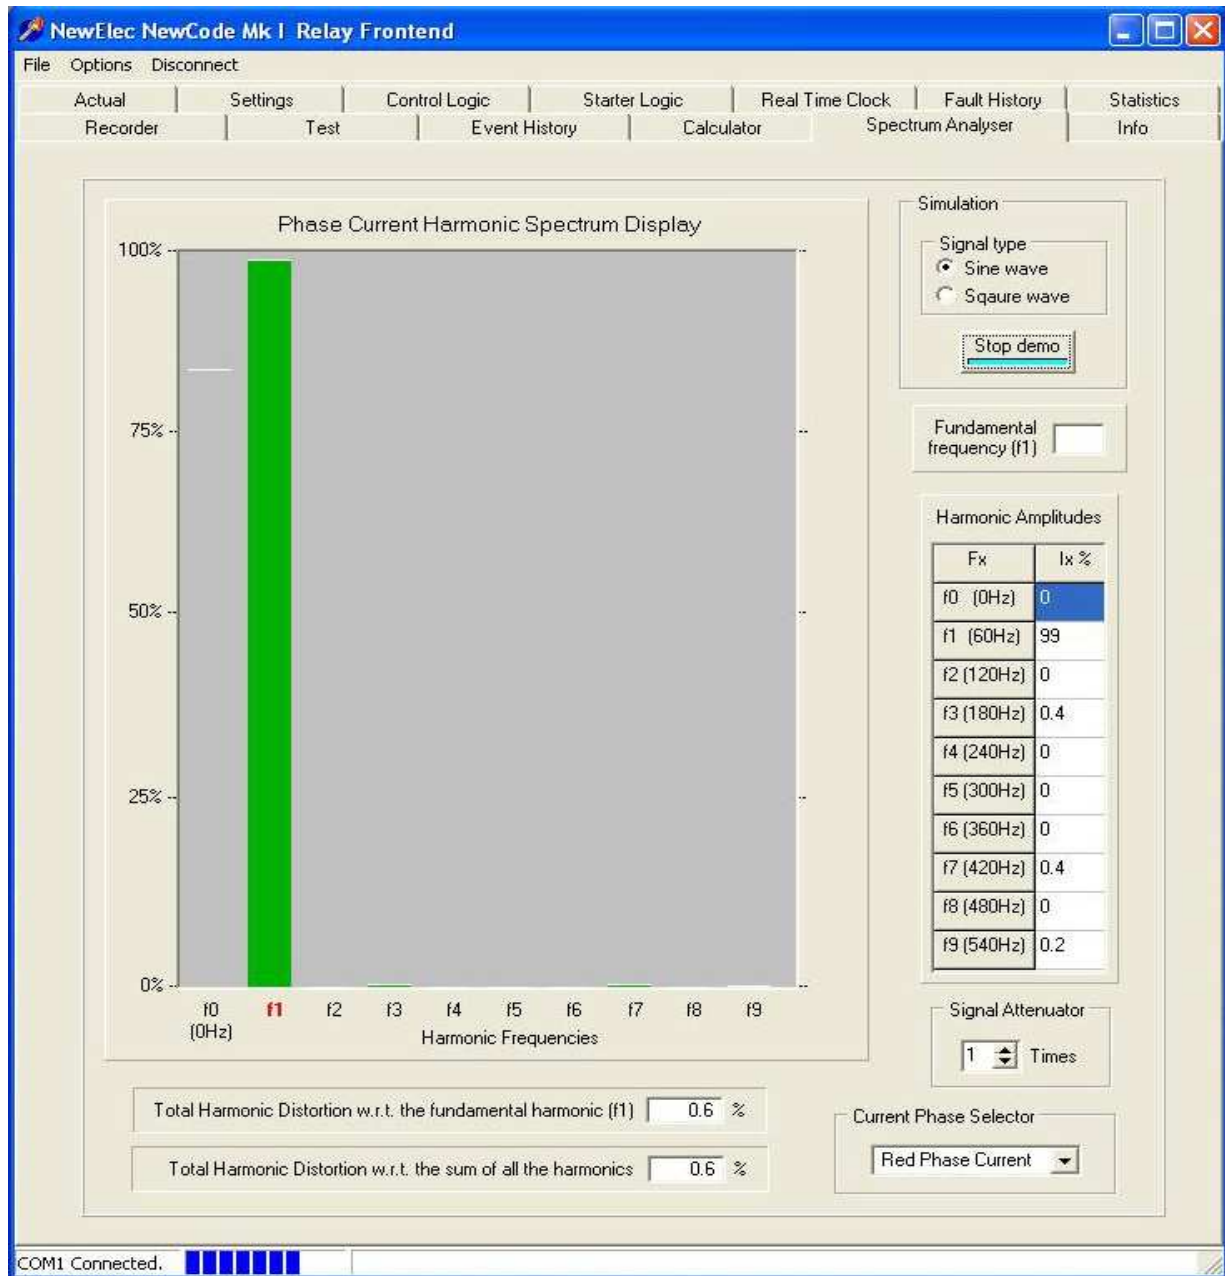 NewElec NewCode Mk I Relay Frontend
File Options Disconnect
Actual Settings Control Logic Starter Logic Real Time Clock Fault History Statistics
Recorder Test Event History Calculator Spectrum Analyser Info
Phase Current Harmonic Spectrum Display
100%
75%
50%
25%
0%
f0 f1 f2 f3 f4 f5 f6 f7 f8 f9
(0Hz)
Harmonic Frequencies
Total Harmonic Distortion w.r.t. the fundamental harmonic (f1) 0.6 %
Total Harmonic Distortion w.r.t. the sum of all the harmonics 0.6 %
Simulation
Signal type
Sine wave
Sqaure wave
Stop demo
Fundamental
frequency (f1)
Harmonic Amplitudes
Fx Ix %
f0 (0Hz) 0
f1 (60Hz) 99
f2 (120Hz) 0
f3 (180Hz) 0.4
f4 (240Hz) 0
f5 (300Hz) 0
f6 (360Hz) 0
f7 (420Hz) 0.4
f8 (480Hz) 0
f9 (540Hz) 0.2
Signal Attenuator
1 Times
Current Phase Selector
Red Phase Current
COM1 Connected.